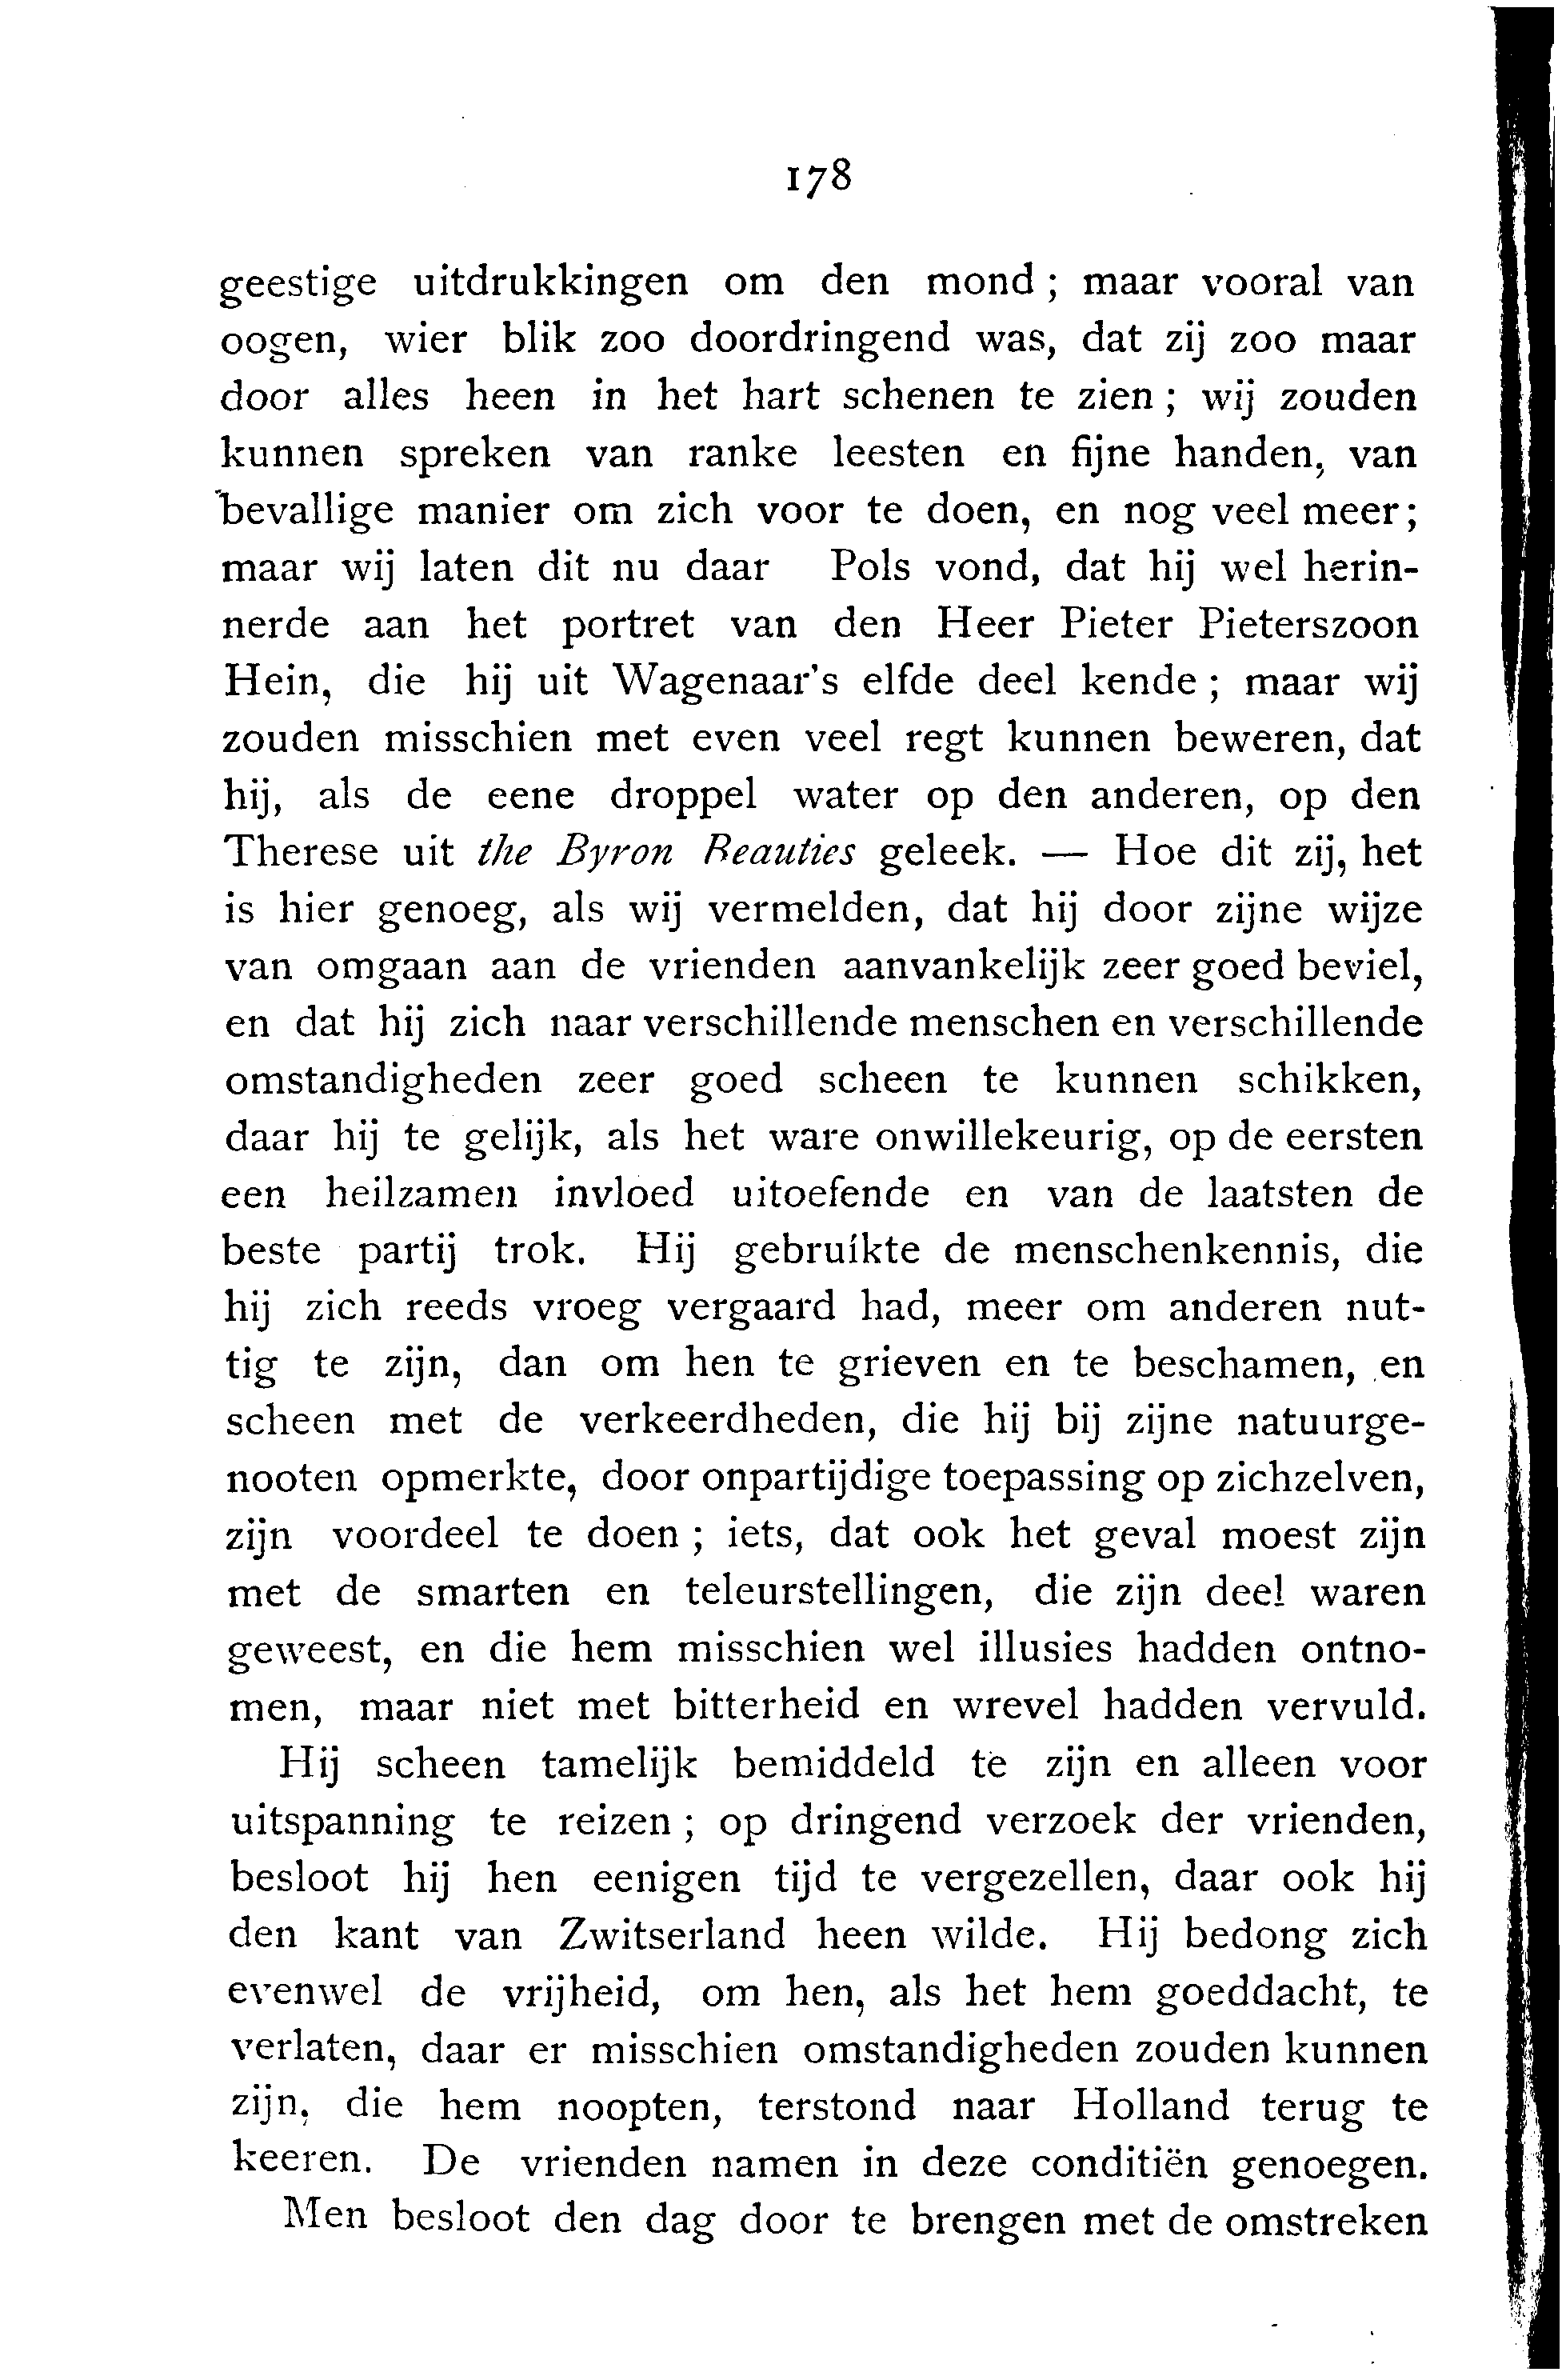 178
geestige uitdrukkingen om den mond ; maar vooral van
oogen, wier blik zoo doordringend was, dat zij zoo maar
door alles heen in het hart schenen te zien ; wij zouden
kunnen spreken van ranke leesten en fijne handen, van
bevallige manier om zich voor te doen, en nog veel meer;
maar wij laten dit nu daar Pols vond, dat hij wel herin-
nerde aan het portret van den Heer Pieter Pieterszoon
Hein, die hij uit Wagenaar's elfde deel kende ; maar wij
zouden misschien met even veel regt kunnen beweren, dat
hij, als de eene droppel water op den anderen, op den
Therese uit the Byron Beauties geleek. — Hoe dit zij, het
is hier genoeg, als wij vermelden, dat hij door zijne wijze
van omgaan aan de vrienden aanvankelijk zeer goed beviel,
en dat hij zich naar verschillende menschen en verschillende
omstandigheden zeer goed scheen te kunnen schikken,
daar hij te gelijk, als het ware onwillekeurig, op de eersten
een heilzamen invloed uitoefende en van de laatsten de
beste partij trok. Hij gebruikte de menschenkennis, die
hij zich reeds vroeg vergaard had, meer om anderen nut-
tig te zijn, dan om hen te grieven en te beschamen, en
scheen met de verkeerdheden, die hij bij zijne natuurge-
nooten opmerkte, door onpartijdige toepassing op zichzelven,
zijn voordeel te doen ; iets, dat ook het geval moest zijn
met de smarten en teleurstellingen, die zijn deel waren
geweest, en die hem misschien wel illusies hadden ontno-
men, maar niet met bitterheid en wrevel hadden vervuld.
Hij scheen tamelijk bemiddeld te zijn en alleen voor
uitspanning te reizen ; op dringend verzoek der vrienden,
besloot hij hen eenigen tijd te vergezellen, daar ook hij
den kant van Zwitserland heen wilde. Hij bedong zich
evenwel de vrijheid, om hen, als het hem goeddacht, te
verlaten, daar er misschien omstandigheden zouden kunnen
zijn, die hem noopten, terstond naar Holland terug te
keeren. De vrienden namen in deze conditiën genoegen.
Men besloot den dag door te brengen met de omstreken